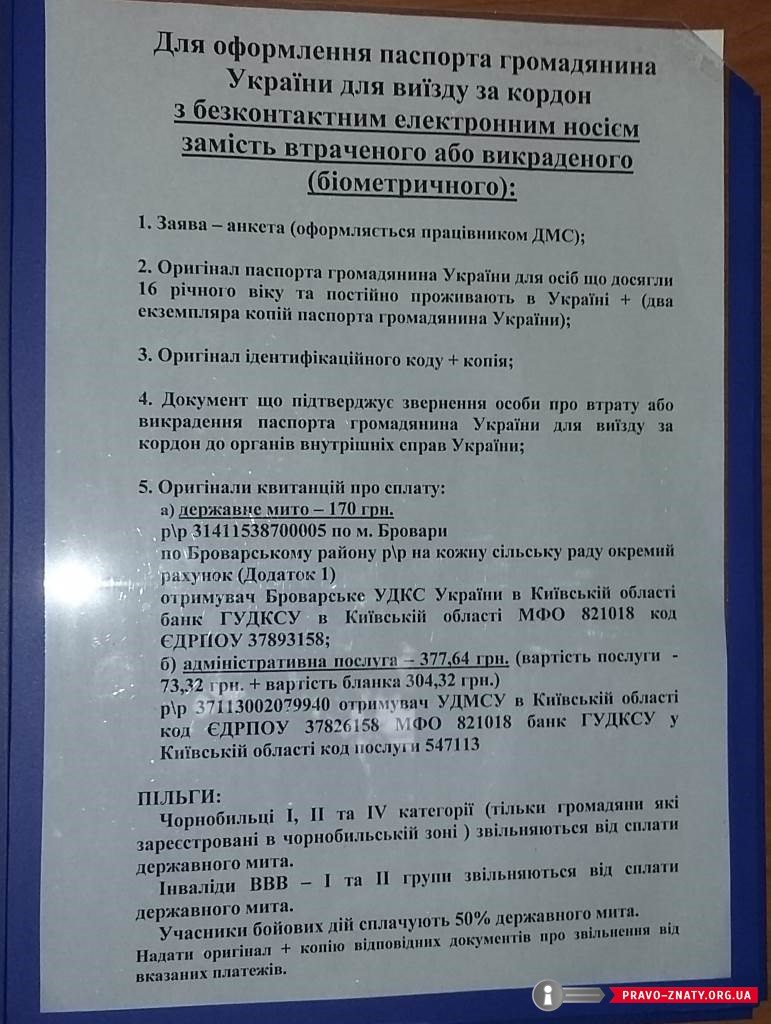 Для оформлення паспорта громадянина
України для виїзду за кордон
з безконтактним електронним носієм
замість втраченого або викраденого
(біометричного):
1. Заява – анкета (оформляється працівником ДМС);
2. Оригінал паспорта громадянина України для осіб що досягли
16 річного віку та постійно проживають в Україні + (два
екземпляра копій паспорта громадянина України);
3. Оригінал ідентифікаційного коду + копія;
4. Документ що підтверджує звернення особи про втрату або
викрадення паспорта громадянина України для виїзду за
кордон до органів внутрішніх справ України;
5. Оригінали квитанцій про сплату:
а) державне мито – 170 грн.
р\р 31411538700005 по м. Бровари
по Броварському району р\р на кожну сільську раду окремий
рахунок (Додаток 1)
отримувач Броварське УДКС України в Київській області
банк ГУДКСУ в Київській області МФО 821018 код
ЄДРПОУ 37893158;
б) адміністративна послуга – 377,64 грн. (вартість послуги -
73,32 грн. + вартість бланка 304,32 грн.)
р\р 37113002079940 отримувач УДМСУ в Київській області
код ЄДРПОУ 37826158 МФО 821018 банк ГУДКСУ у
Київській області код послуги 547113
ПІЛЬГИ:
Чорнобильці І, ІІ та IV категорії (тільки громадяни які
зареєстровані в чорнобильській зоні ) звільняються від сплати
державного мита.
Інваліди ВВВ – І та ІІ групи звільняються від сплати
державного мита.
Учасники бойових дій сплачують 50% державного мита.
Надати оригінал + копію відповідних документів про звільнення від
вказаних платежів.
PRAVO-ZNATY.ORG.UA